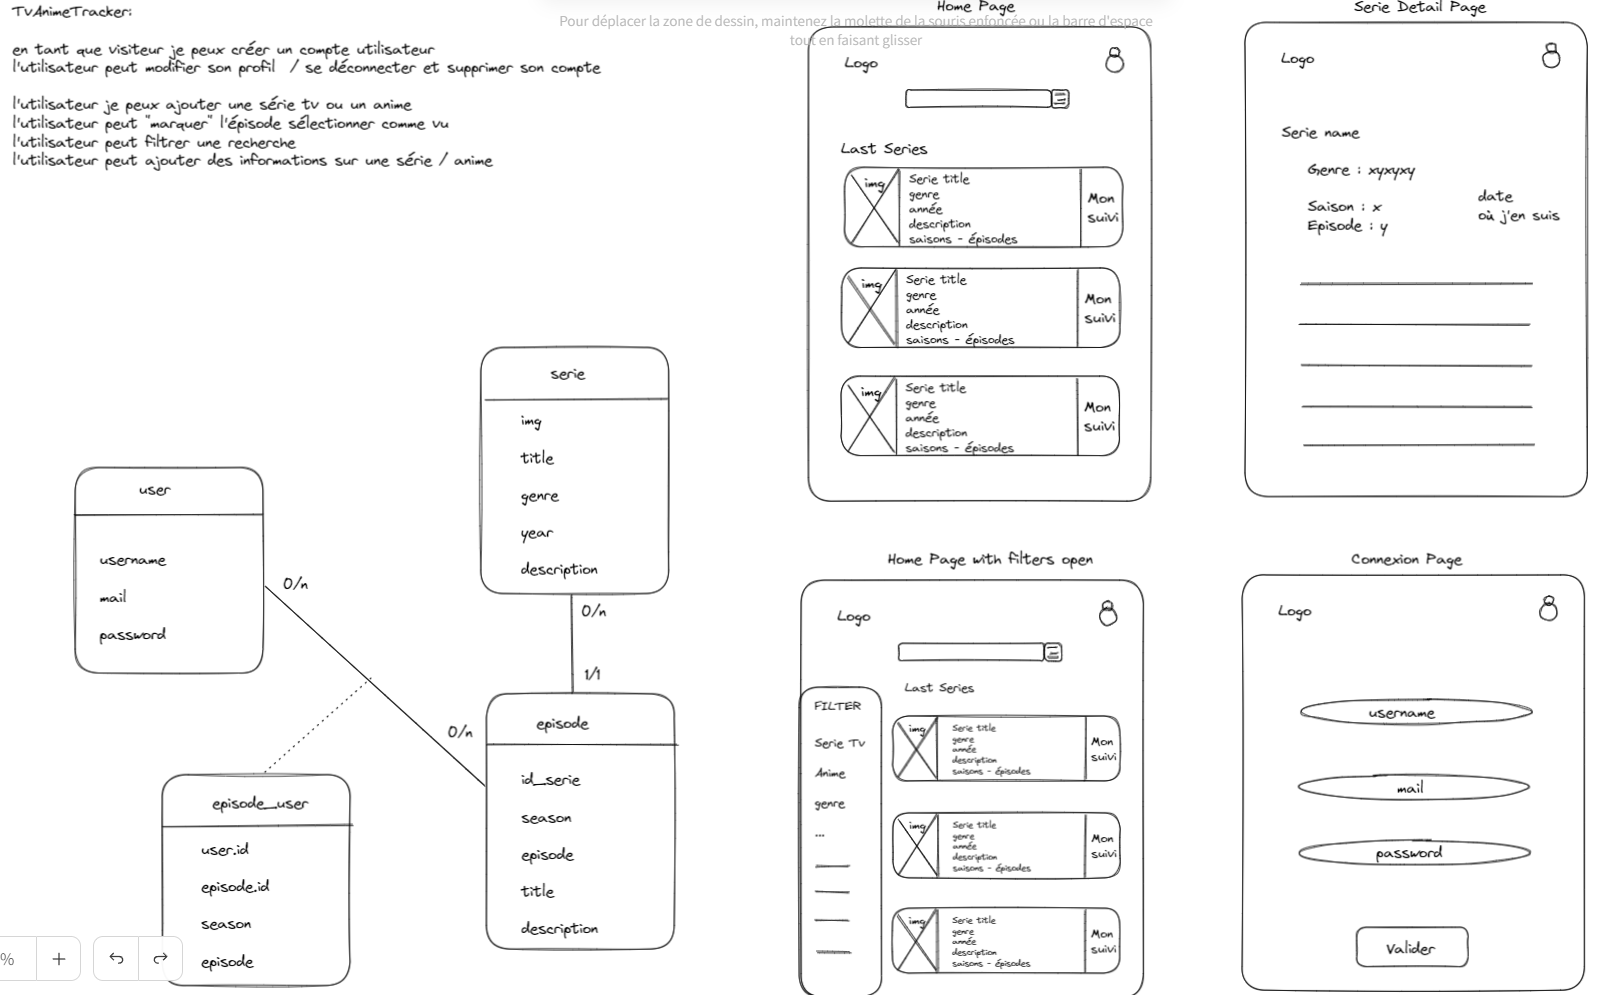 TvAnimeTracker:
en tant que visiteur je peux créer un compte utilisateur
l'utilisateur peut modifier son profil / se déconnecter et supprimer son compte
l'utilisateur je peux ajouter une série tv ou un anime
l'utilisateur peut "marquer" l'épisode sélectionner comme vu
l'utilisateur peut filtrer une recherche
l'utilisateur peut ajouter des informations sur une série / anime
Pour déplacer la zone de dessin, maintenez la molette de la souris enfoncée ou la barre d'espace
tout en faisant glisser
user
username
mail
password
0/n
0/n
serie
img
title
genre
year
description
0/n
1/1
episode
id_serie
season
episode
title
description
episode_user
user.id
episode.id
season
episode
%
+
Home Page
Logo
Last Series
img
Serie title
genre
année
description
saisons - épisodes
Mon
suivi
img
Serie title
genre
année
description
saisons - épisodes
Mon
suivi
img
Serie title
genre
année
description
saisons - épisodes
Mon
suivi
Serie Detail Page
Logo
Serie name
Genre : xyxyxy
Saison : x
Episode : y
date
où j'en suis
Home Page with filters open
Logo
Last Series
FILTER
Serie Tv
Anime
genre
...
img
Serie title
genre
année
description
saisons - épisodes
Mon
suivi
img
Serie title
genre
année
description
saisons - épisodes
Mon
suivi
img
Serie title
genre
année
description
saisons - épisodes
Mon
suivi
Connexion Page
Logo
username
mail
password
Valider